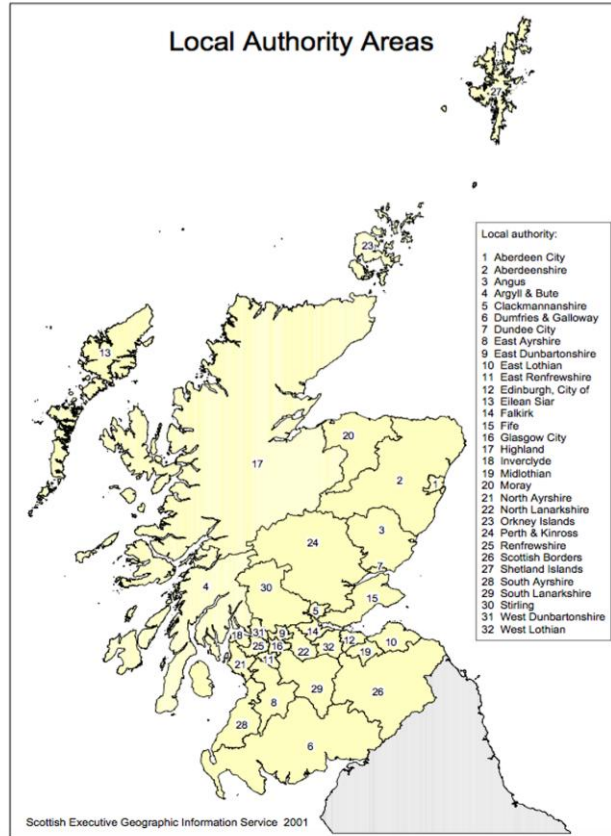 Local Authority Areas
27
23
Local authority:
1 Aberdeen City
2 Aberdeenshire
3 Angus
4 Argyll & Bute
5 Clackmannanshire
6 Dumfries & Galloway
7 Dundee City
8 East Ayrshire
9 East Dunbartonshire
10 East Lothian
11 East Renfrewshire
12 Edinburgh, City of
13 Eilean Siar
14 Falkirk
15 Fife
16 Glasgow City
17 Highland
18 Inverclyde
19 Midlothian
20 Moray
21 North Ayrshire
22 North Lanarkshire
23 Orkney Islands
24 Perth & Kinross
25 Renfrewshire
26 Scottish Borders
27 Shetland Islands
28 South Ayrshire
29 South Lanarkshire
30 Stirling
31 West Dunbartonshire
32 West Lothian
13
20
17
2
1
3
24
7
4
30
15
5
18 31 9 14 12 10
25 16 22 32 19
21 11
29
26
8
28
6
Scottish Executive Geographic Information Service 2001